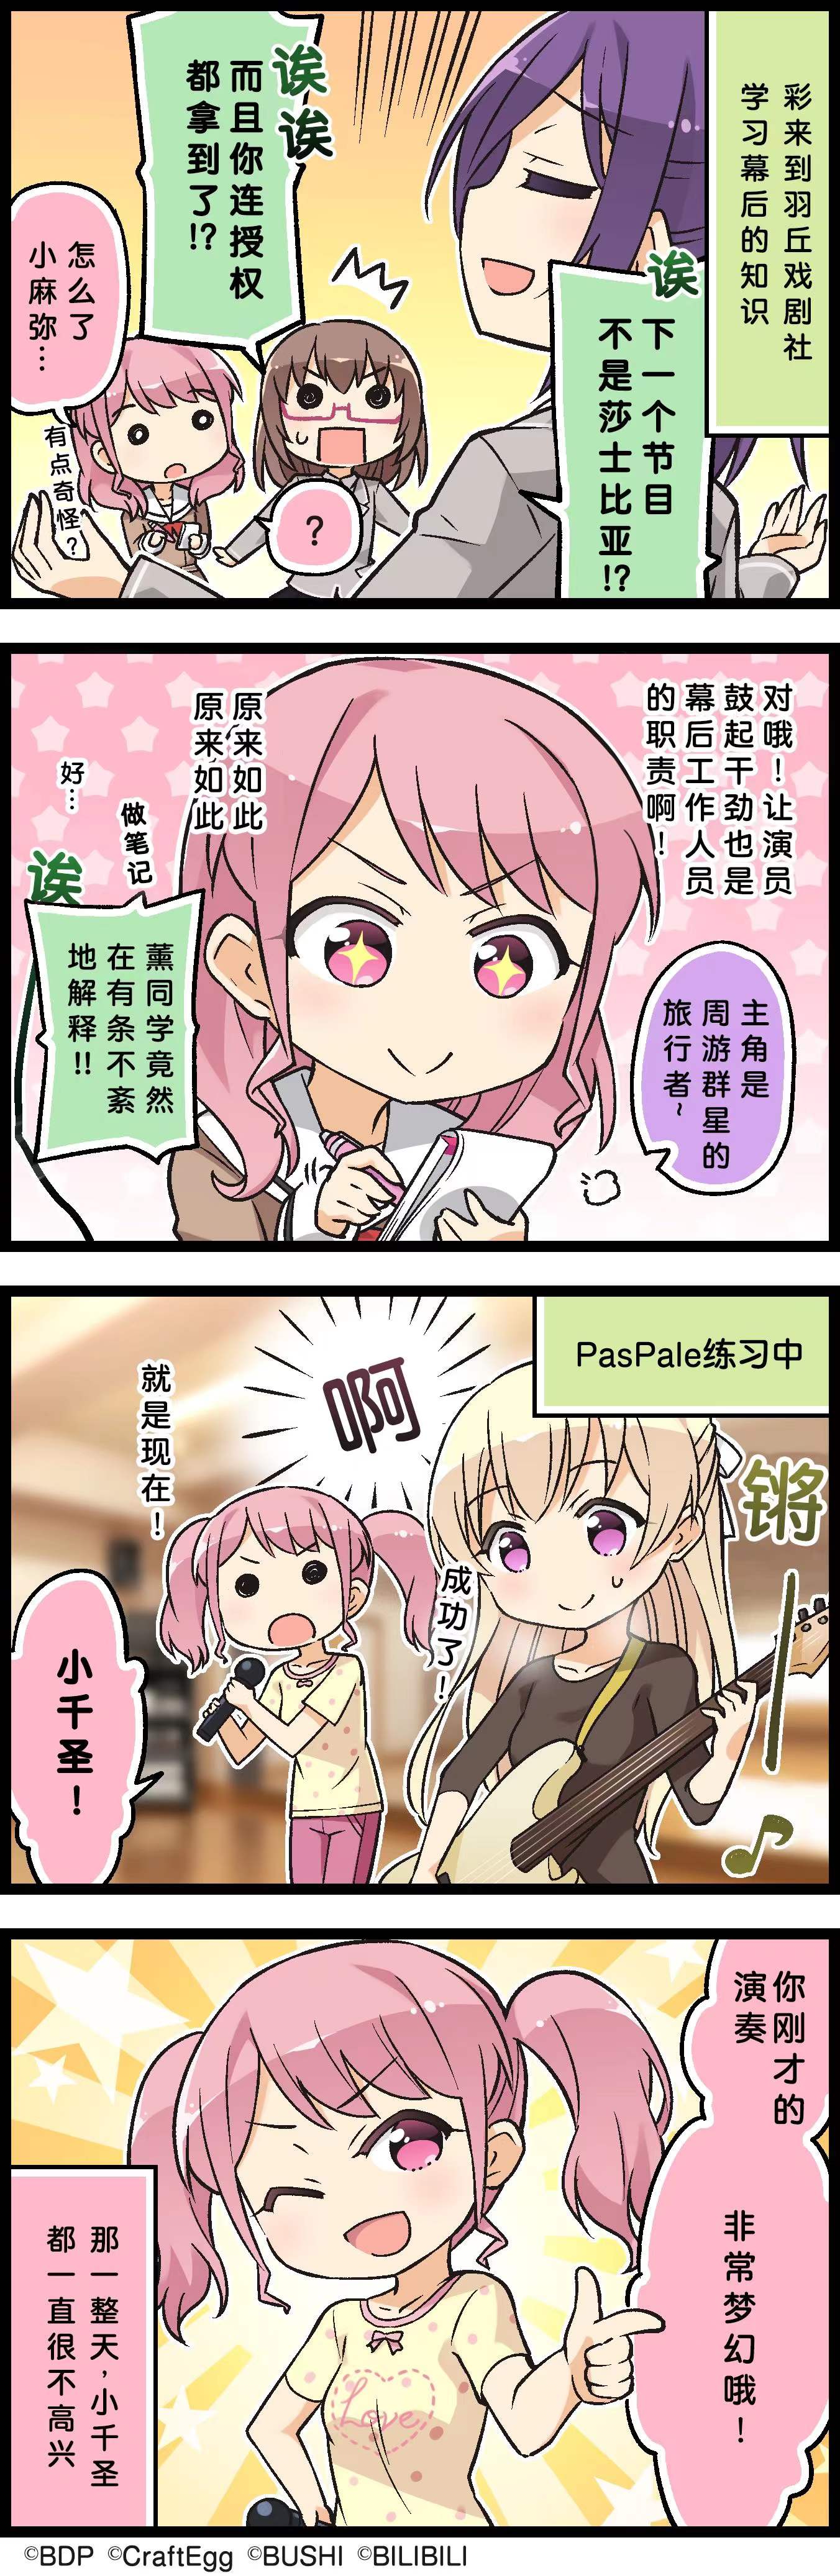 彩来到羽丘戏剧社
学习幕后的知识
诶
下一个节目
不是莎士比亚!?
诶诶
而且你连授权
都拿到了!?
?
怎么了
小麻弥…
有点奇怪?
对哦!让演员
鼓起干劲也是
幕后工作人员
的职责啊!
主角是
周游群星的
旅行者~
原来如此
原来如此
做笔记
好…
诶
薰同学竟然
在有条不紊
地解释!!
PasPale练习中
锵
成功了!
啊
就是现在!
小千圣!
你刚才的
演奏
非常梦幻哦!
Love
那一整天,小千圣
都一直很不高兴
©BDP ©CraftEgg ©BUSHI ©BILIBILI